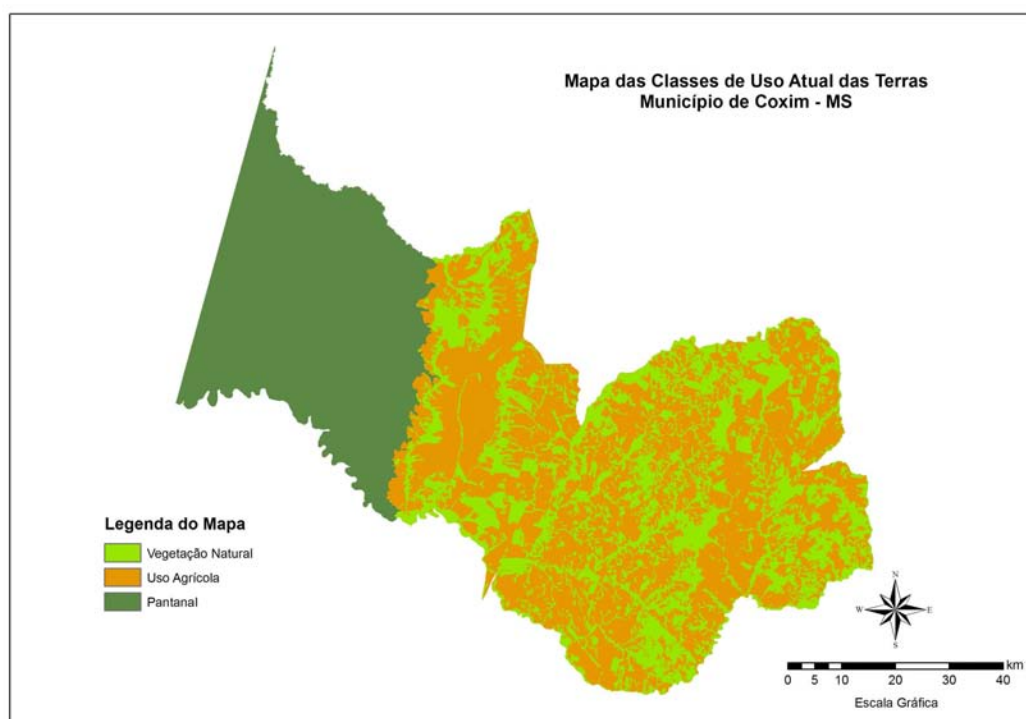 Mapa das Classes de Uso Atual das Terras
Município de Coxim - MS
Legenda do Mapa
Vegetação Natural
Uso Agrícola
Pantanal
N
W E
S
km
0 5 10 20 30 40
Escala Gráfica